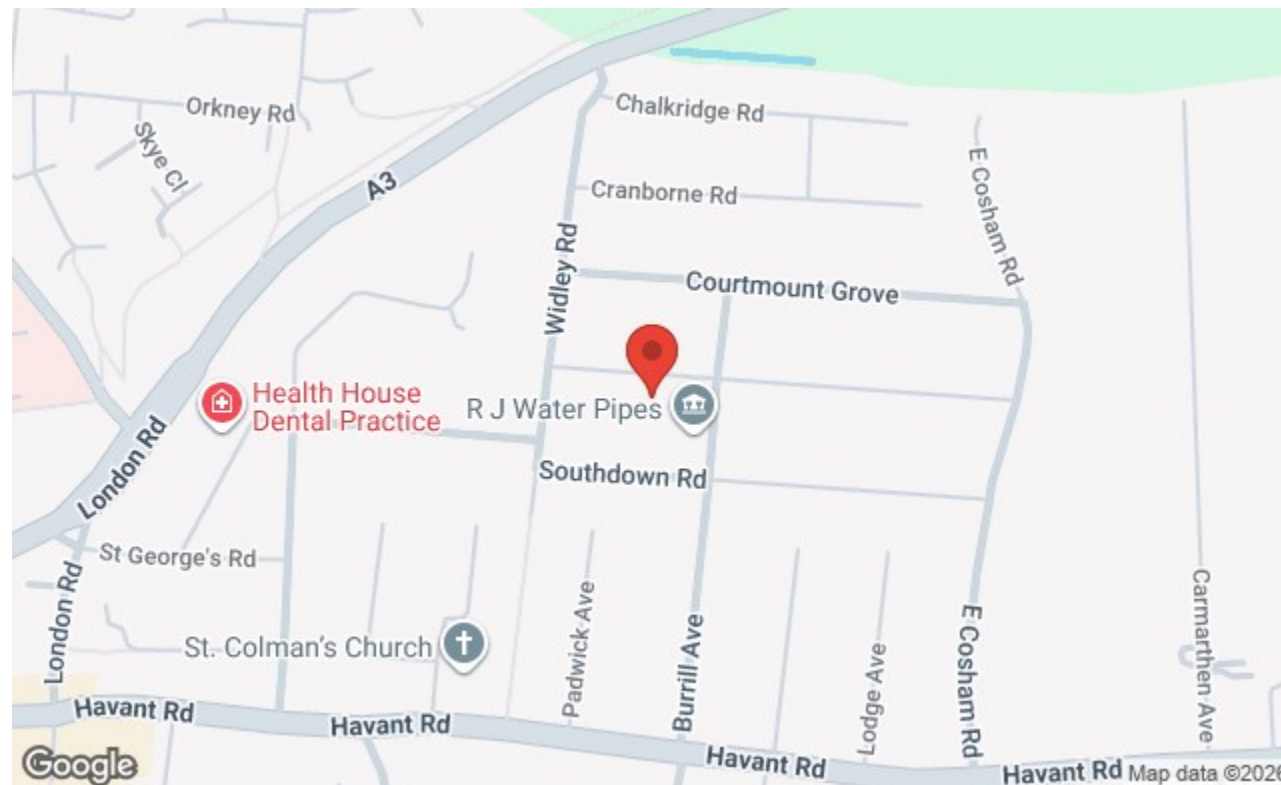 Orkney Rd
Skye Cl
A3
Chalkridge Rd
Cranborne Rd
E Cosham Rd
Widley Rd
Courtmount Grove
Health House
Dental Practice
R J Water Pipes
London Rd
Southdown Rd
St George's Rd
London Rd
St. Colman's Church
Padwick Ave
Burrill Ave
Lodge Ave
E Cosham Rd
Carmarthen Ave
Havant Rd
Havant Rd
Havant Rd
Havant Rd
Google
Map data ©2026